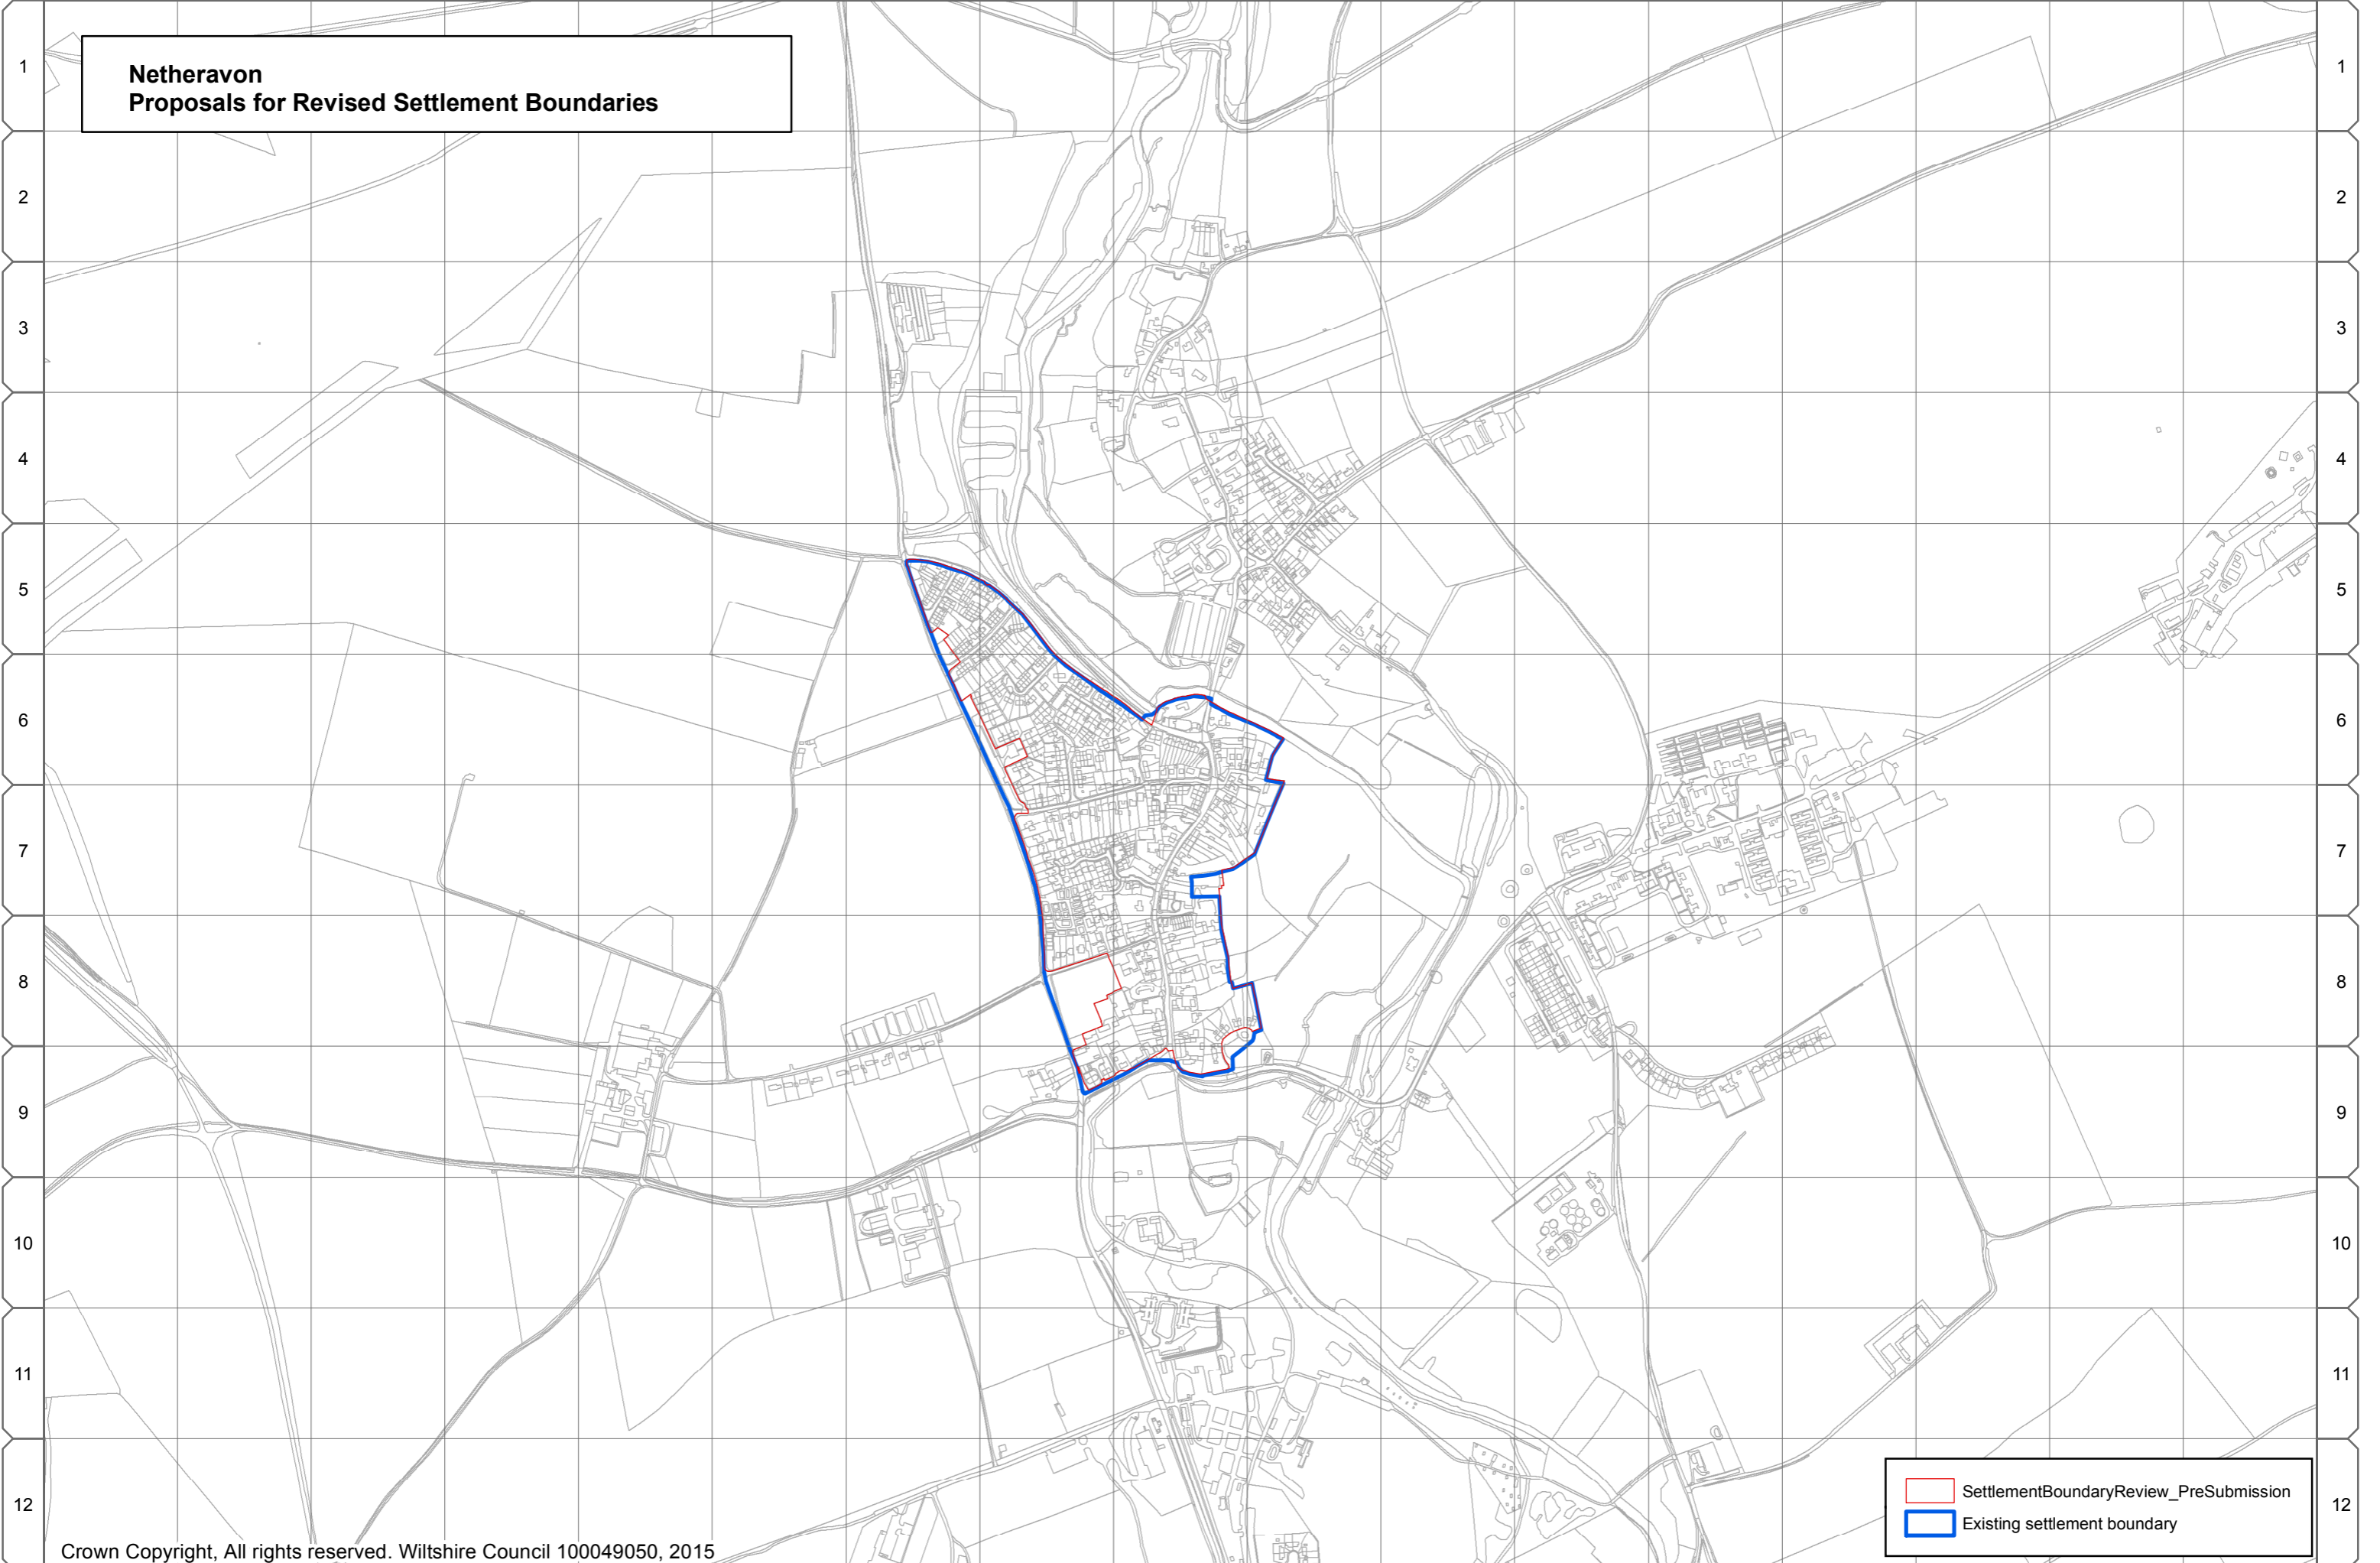 Netheravon
Proposals for Revised Settlement Boundaries
1 1
2 2
3 3
4 4
5 5
6 6
7 7
8 8
9 9
10 10
11 11
12 12
SettlementBoundaryReview_PreSubmission
Existing settlement boundary
Crown Copyright, All rights reserved. Wiltshire Council 100049050, 2015